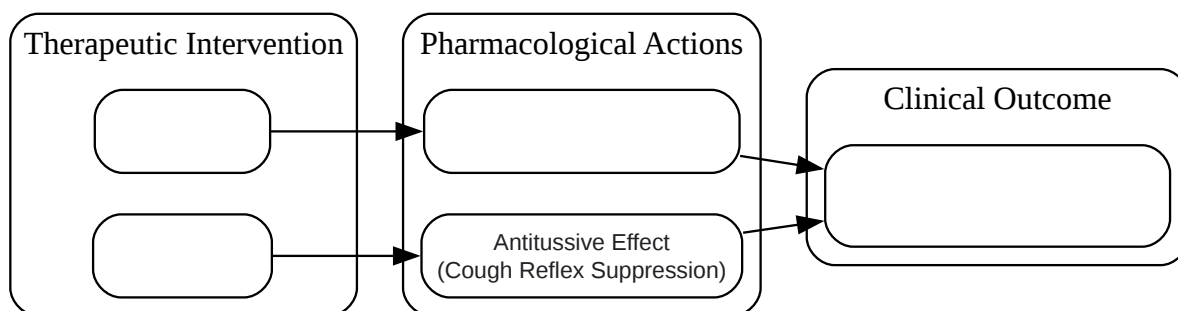 Therapeutic Intervention
Pharmacological Actions
Clinical Outcome
Antitussive Effect
(Cough Reflex Suppression)